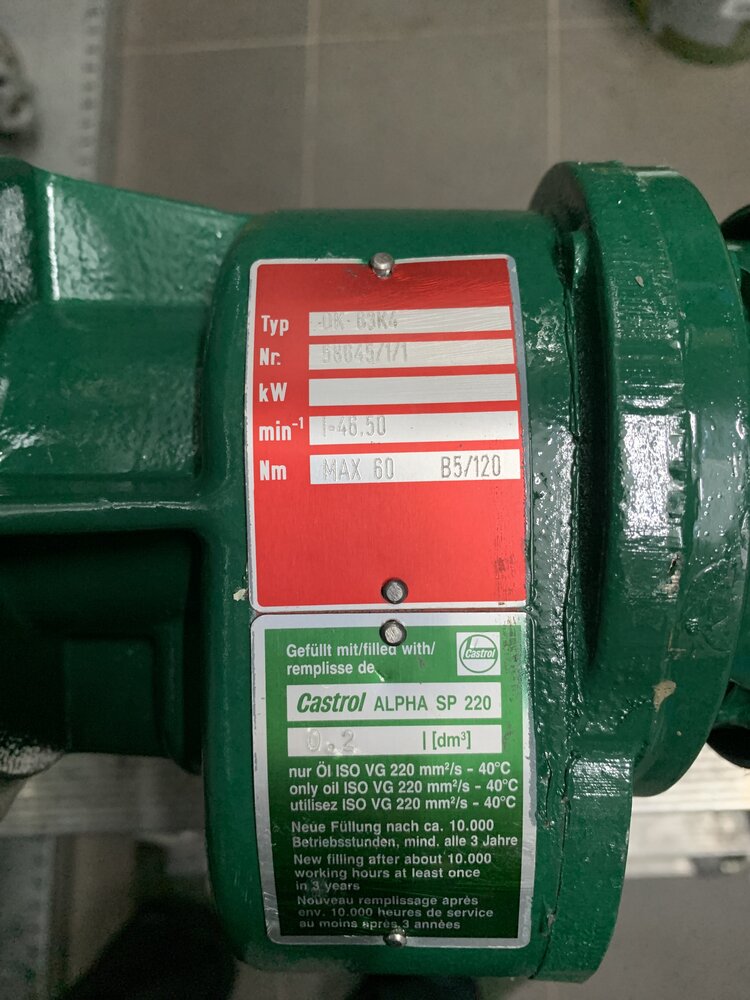 Typ -DK-63K4
Nr. 58645/1/1
kW
min⁻¹ I=46,50
Nm MAX 60 B5/120
Gefüllt mit/filled with/
remplisse de
Castrol
Castrol ALPHA SP 220
0.2 l [dm³]
nur Öl ISO VG 220 mm²/s - 40°C
only oil ISO VG 220 mm²/s - 40°C
utilisez ISO VG 220 mm²/s - 40°C
Neue Füllung nach ca. 10.000
Betriebsstunden, mind. alle 3 Jahre
New filling after about 10.000
working hours at least once
in 3 years
Nouveau remplissage après
env. 10.000 heures de service
au moins après 3 années